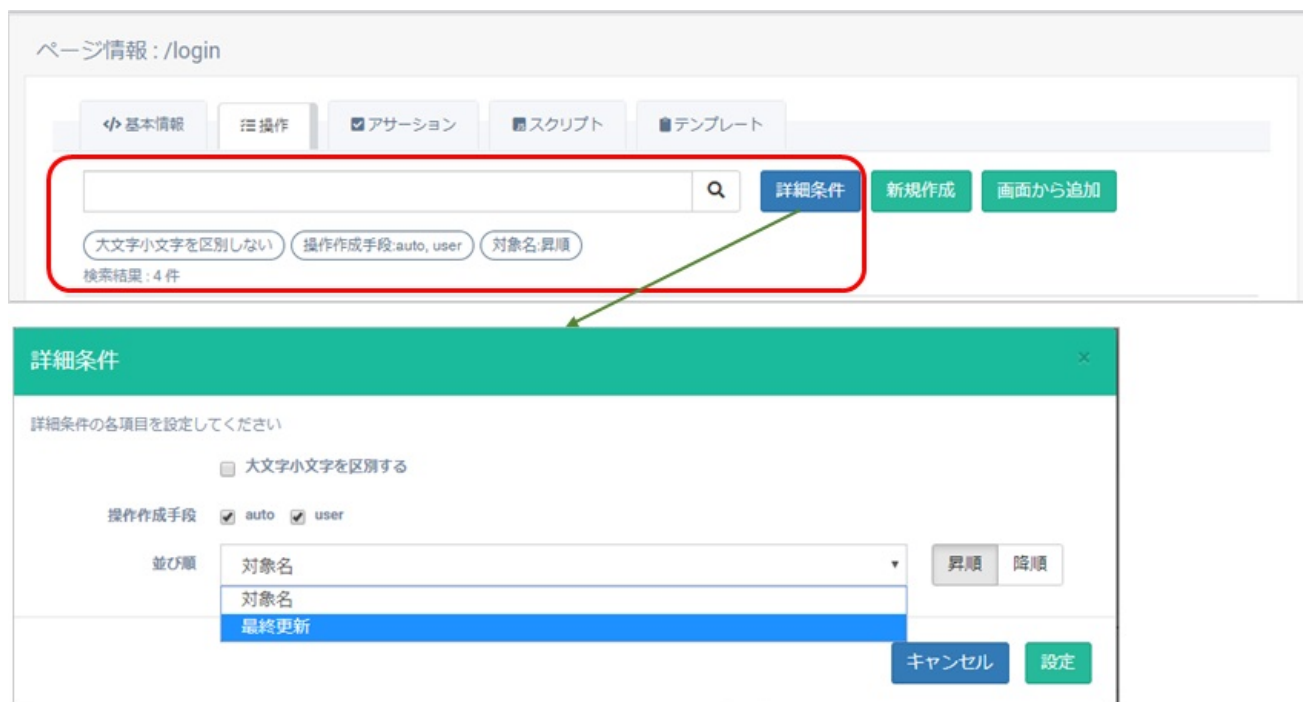 ページ情報 : /login
</> 基本情報 操作 アサーション スクリプト テンプレート
詳細条件 新規作成 画面から追加
大文字小文字を区別しない 操作作成手段:auto, user 対象名:昇順
検索結果 : 4 件
詳細条件 ×
詳細条件の各項目を設定してください
大文字小文字を区別する
操作作成手段 auto user
並び順 対象名 昇順 降順
対象名
最終更新
キャンセル 設定